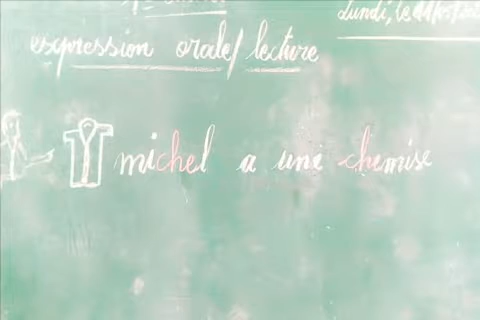 Lundi, le
expression orale/ lecture
michel a une chemise